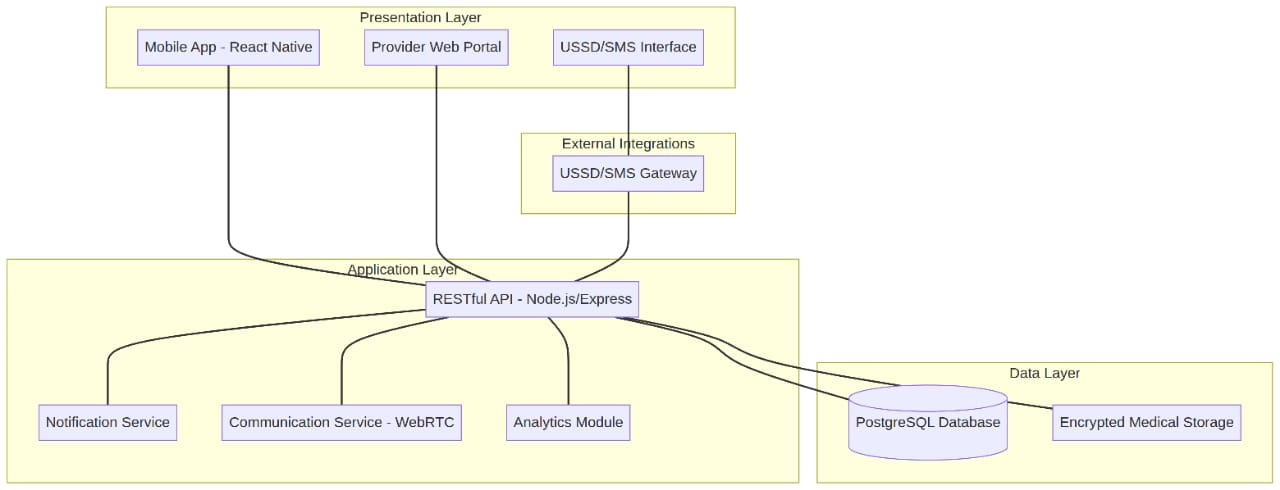 Presentation Layer
Mobile App - React Native
Provider Web Portal
USSD/SMS Interface
External Integrations
USSD/SMS Gateway
Application Layer
RESTful API - Node.js/Express
Notification Service
Communication Service - WebRTC
Analytics Module
Data Layer
PostgreSQL Database
Encrypted Medical Storage